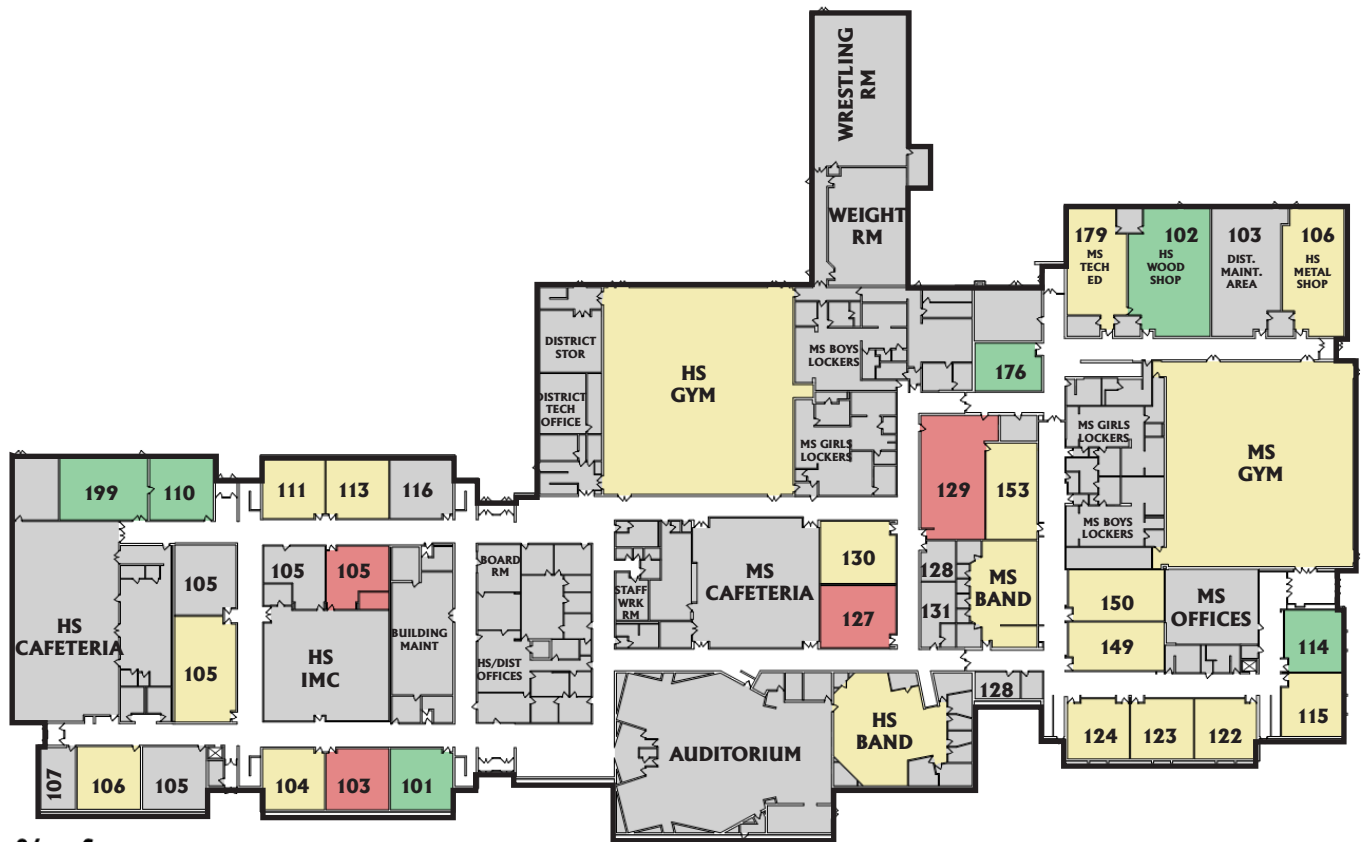 WRESTLING
RM
WEIGHT
RM
179
MS
TECH
ED
102
HS
WOOD
SHOP
103
DIST.
MAINT.
AREA
106
HS
METAL
SHOP
DISTRICT
STOR
DISTRICT
TECH
OFFICE
HS
GYM
MS BOYS
LOCKERS
MS GIRLS
LOCKERS
176
MS GIRLS
LOCKERS
MS BOYS
LOCKERS
MS
GYM
199
110
111
113
116
129
153
HS
CAFETERIA
105
105
105
105
HS
IMC
BUILDING
MAINT
BOARD
RM
HS/DIST
OFFICES
STAFF
WRK
RM
MS
CAFETERIA
130
127
128
131
MS
BAND
150
149
MS
OFFICES
114
115
128
124
123
122
107
106
105
104
103
101
AUDITORIUM
HS
BAND